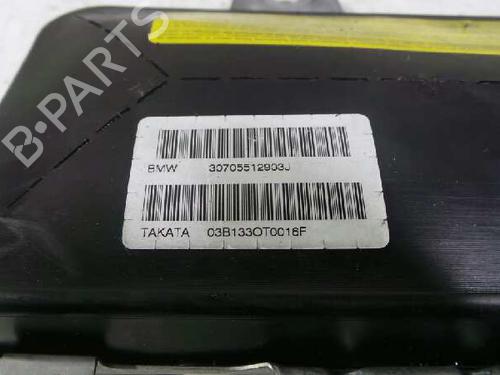 B-PARTS
BMW 30705512903J
TAKATA 03B133OT0016F